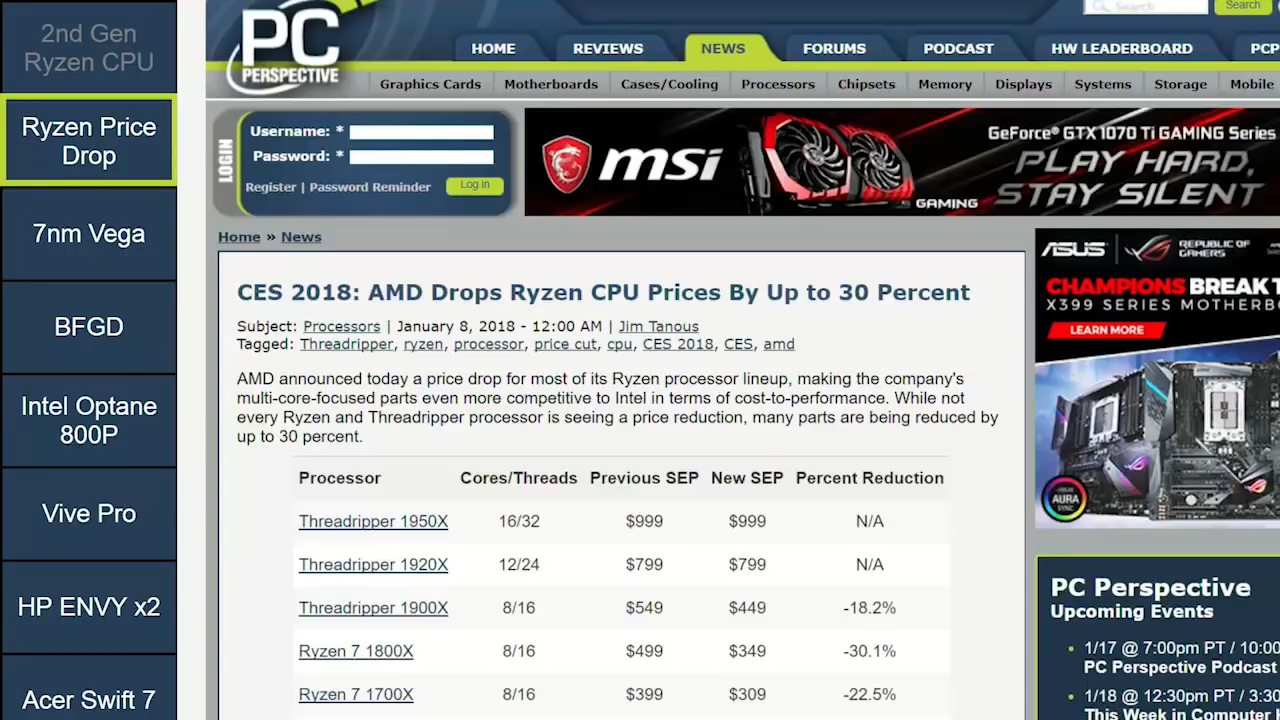 2nd Gen
Ryzen CPU
Ryzen Price
Drop
7nm Vega
BFGD
Intel Optane
800P
Vive Pro
HP ENVY x2
Acer Swift 7
PC
PERSPECTIVE
Search
Search
HOME
REVIEWS
NEWS
FORUMS
PODCAST
HW LEADERBOARD
PCP
Graphics Cards
Motherboards
Cases/Cooling
Processors
Chipsets
Memory
Displays
Systems
Storage
Mobile
LOGIN
Username: *
Password: *
Register | Password Reminder
Log in
msi
GAMING
GeForce® GTX 1070 Ti GAMING Series
PLAY HARD,
STAY SILENT
Home » News
CES 2018: AMD Drops Ryzen CPU Prices By Up to 30 Percent
Subject: Processors | January 8, 2018 - 12:00 AM | Jim Tanous
Tagged: Threadripper, ryzen, processor, price cut, cpu, CES 2018, CES, amd
AMD announced today a price drop for most of its Ryzen processor lineup, making the company's
multi-core-focused parts even more competitive to Intel in terms of cost-to-performance. While not
every Ryzen and Threadripper processor is seeing a price reduction, many parts are being reduced by
up to 30 percent.
Processor Cores/Threads Previous SEP New SEP Percent Reduction
Threadripper 1950X 16/32 $999 $999 N/A
Threadripper 1920X 12/24 $799 $799 N/A
Threadripper 1900X 8/16 $549 $449 -18.2%
Ryzen 7 1800X 8/16 $499 $349 -30.1%
Ryzen 7 1700X 8/16 $399 $309 -22.5%
ASUS
REPUBLIC OF
GAMERS
CHAMPIONS BREAK T
X399 SERIES MOTHERB
LEARN MORE
AURA
SYNC
PC Perspective
Upcoming Events
1/17 @ 7:00pm PT / 10:00
PC Perspective Podcast
1/18 @ 12:30pm PT / 3:30
This Week in Computer